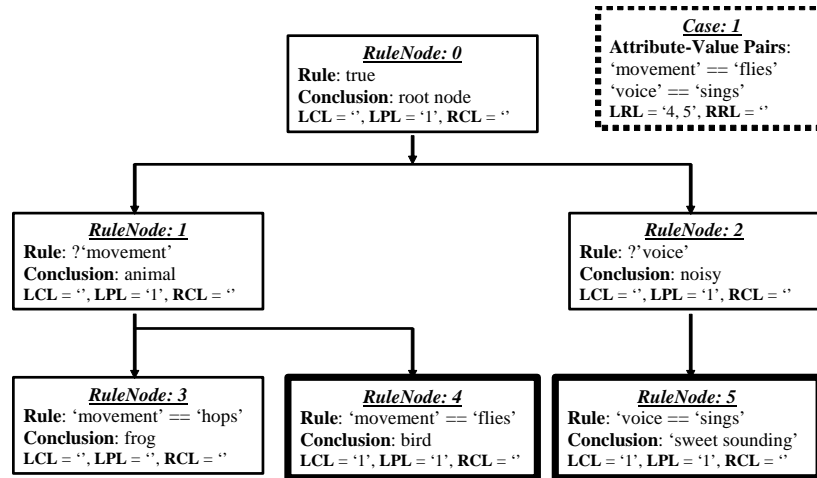 RuleNode: 0
Rule: true
Conclusion: root node
LCL = ‘’, LPL = ‘1’, RCL = ‘’
Case: 1
Attribute-Value Pairs:
‘movement’ == ‘flies’
‘voice’ == ‘sings’
LRL = ‘4, 5’, RRL = ‘’
RuleNode: 1
Rule: ?‘movement’
Conclusion: animal
LCL = ‘’, LPL = ‘1’, RCL = ‘’
RuleNode: 2
Rule: ?’voice’
Conclusion: noisy
LCL = ‘’, LPL = ‘1’, RCL = ‘’
RuleNode: 3
Rule: ‘movement’ == ‘hops’
Conclusion: frog
LCL = ‘’, LPL = ‘’, RCL = ‘’
RuleNode: 4
Rule: ‘movement’ == ‘flies’
Conclusion: bird
LCL = ‘1’, LPL = ‘1’, RCL = ‘’
RuleNode: 5
Rule: ‘voice == ‘sings’
Conclusion: ‘sweet sounding’
LCL = ‘1’, LPL = ‘1’, RCL = ‘’